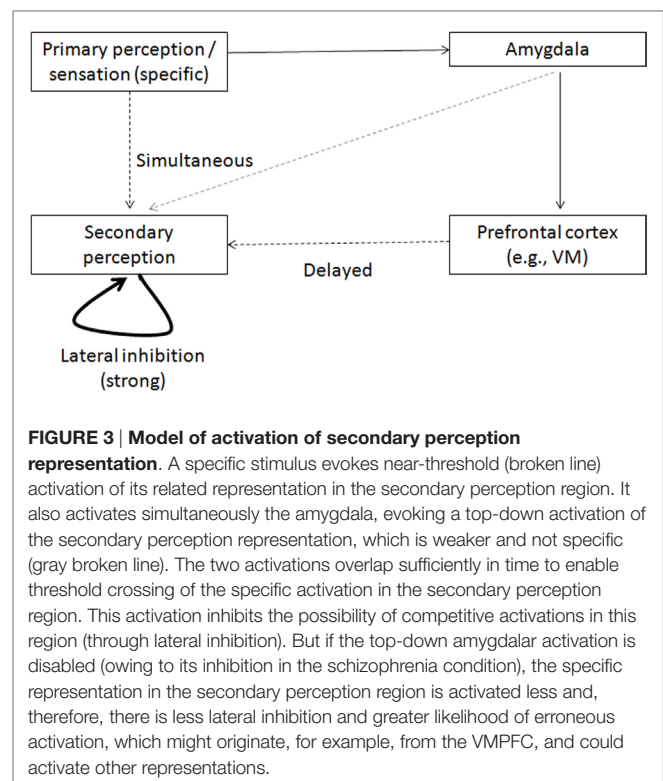 Primary perception /
sensation (specific)
Amygdala
Simultaneous
Secondary
perception
Prefrontal cortex
(e.g., VM)
Delayed
Lateral inhibition
(strong)
FIGURE 3 | Model of activation of secondary perception
representation. A specific stimulus evokes near-threshold (broken line)
activation of its related representation in the secondary perception region. It
also activates simultaneously the amygdala, evoking a top-down activation of
the secondary perception representation, which is weaker and not specific
(gray broken line). The two activations overlap sufficiently in time to enable
threshold crossing of the specific activation in the secondary perception
region. This activation inhibits the possibility of competitive activations in this
region (through lateral inhibition). But if the top-down amygdalar activation is
disabled (owing to its inhibition in the schizophrenia condition), the specific
representation in the secondary perception region is activated less and,
therefore, there is less lateral inhibition and greater likelihood of erroneous
activation, which might originate, for example, from the VMPFC, and could
activate other representations.